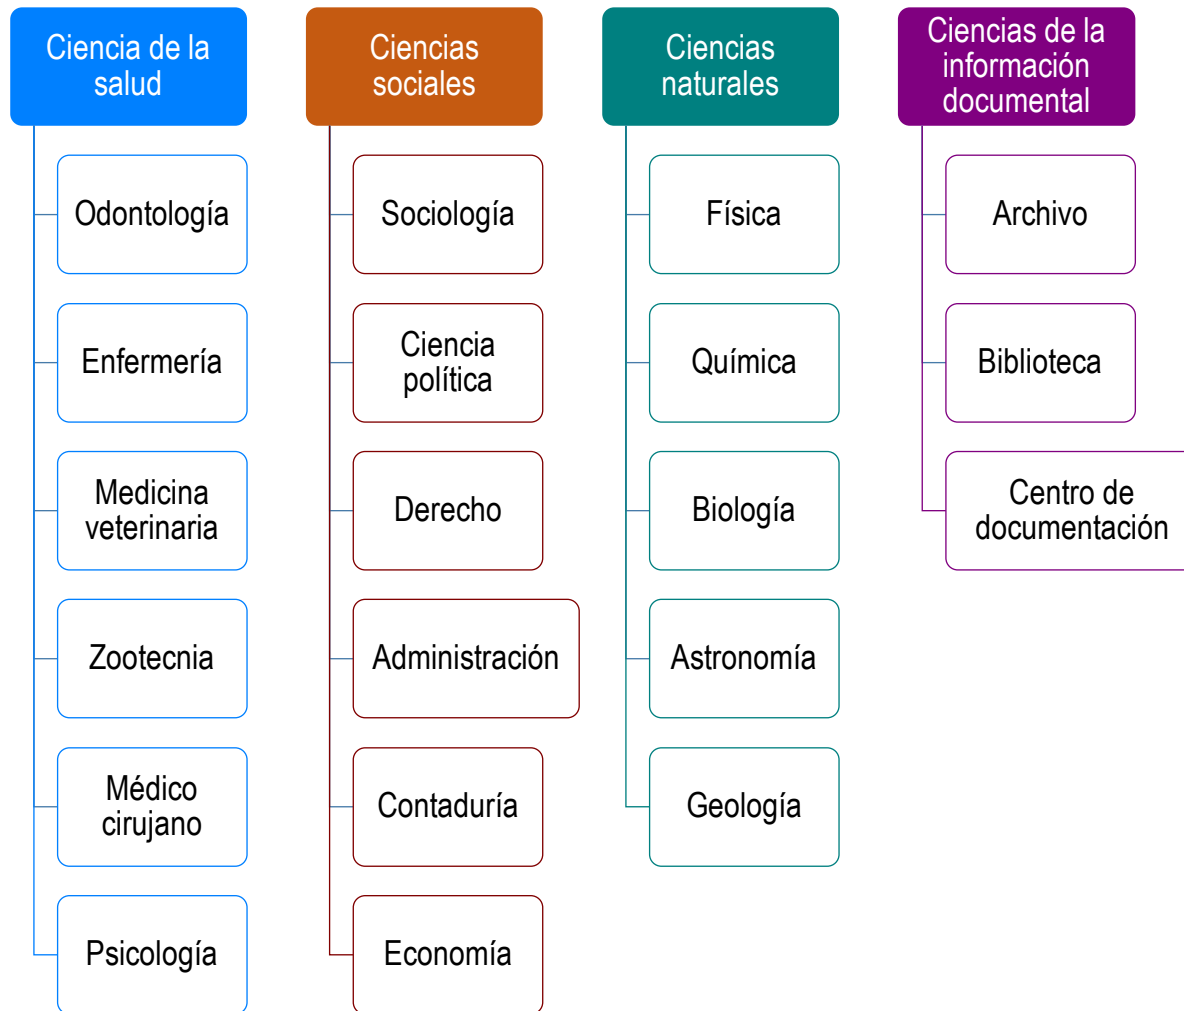 Ciencia de la
salud
Odontología
Enfermería
Medicina
veterinaria
Zootecnia
Médico
cirujano
Psicología
Ciencias
sociales
Sociología
Ciencia
política
Derecho
Administración
Contaduría
Economía
Ciencias
naturales
Física
Química
Biología
Astronomía
Geología
Ciencias de la
información
documental
Archivo
Biblioteca
Centro de
documentación